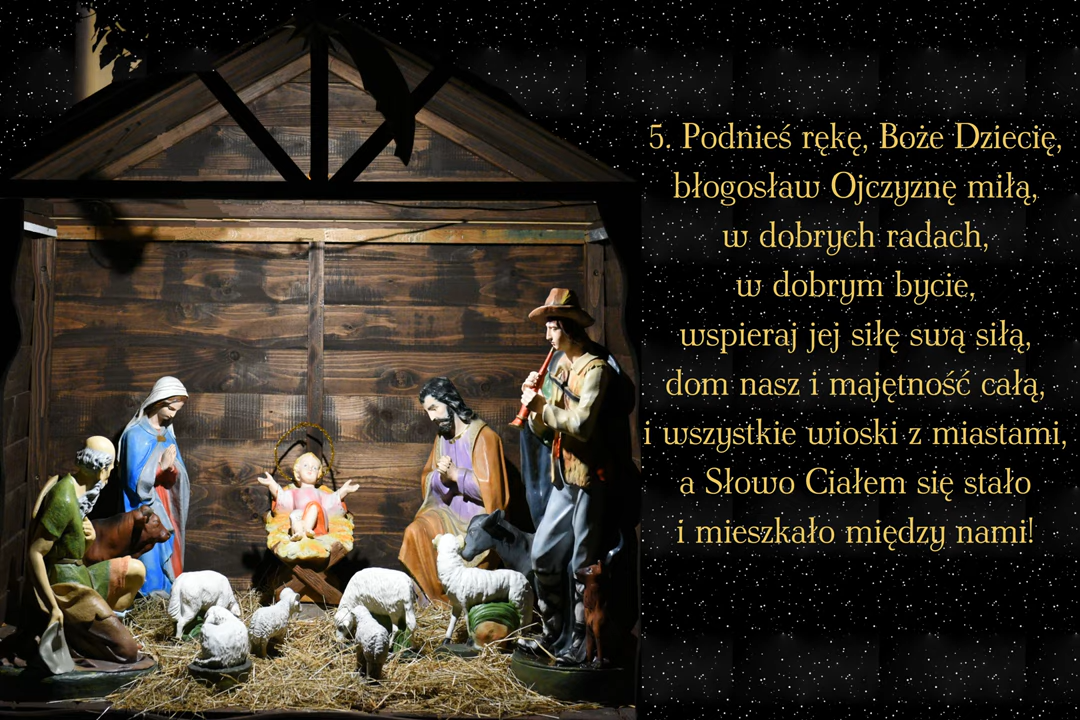 5. Podnieś rękę, Boże Dziecię,
błogosław Ojczyznę miłą,
w dobrych radach,
w dobrym bycie,
wspieraj jej siłę swą siłą,
dom nasz i majętność całą,
i wszystkie wioski z miastami,
a Słowo Ciałem się stało
i mieszkało między nami!